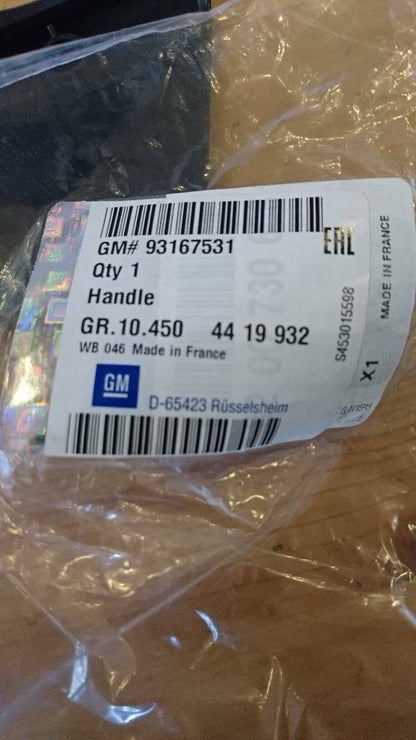 GM# 93167531
Qty 1
Handle
GR.10.450 44 19 932
WB 046 Made in France
GM
D-65423 Rüsselsheim
EAC
S453015598
MADE IN FRANCE
X1